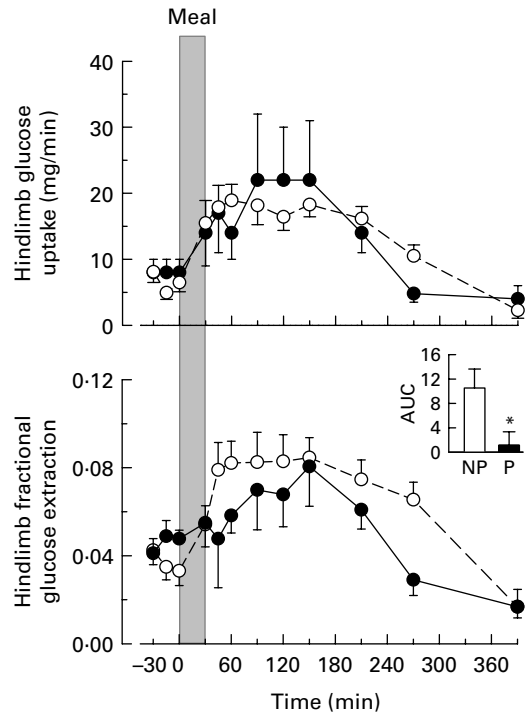 Meal
40
30
20
10
0
Hindlimb glucose
uptake (mg/min)
0·12
0·08
0·04
0·00
Hindlimb fractional
glucose extraction
16
12
8
4
0
AUC
*
NP P
–30 0 60 120 180 240 300 360
Time (min)